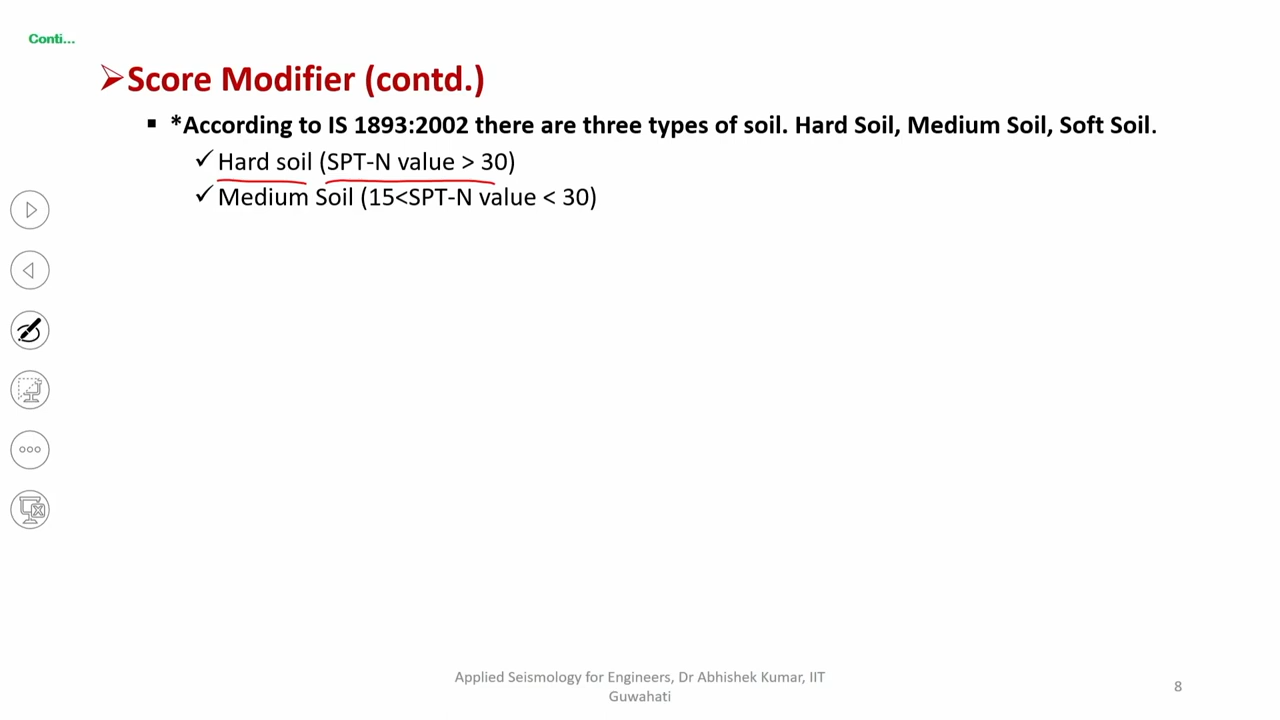 Conti...
Score Modifier (contd.)
*According to IS 1893:2002 there are three types of soil. Hard Soil, Medium Soil, Soft Soil.
Hard soil (SPT-N value > 30)
Medium Soil (15<SPT-N value < 30)
Applied Seismology for Engineers, Dr Abhishek Kumar, IIT
Guwahati
8